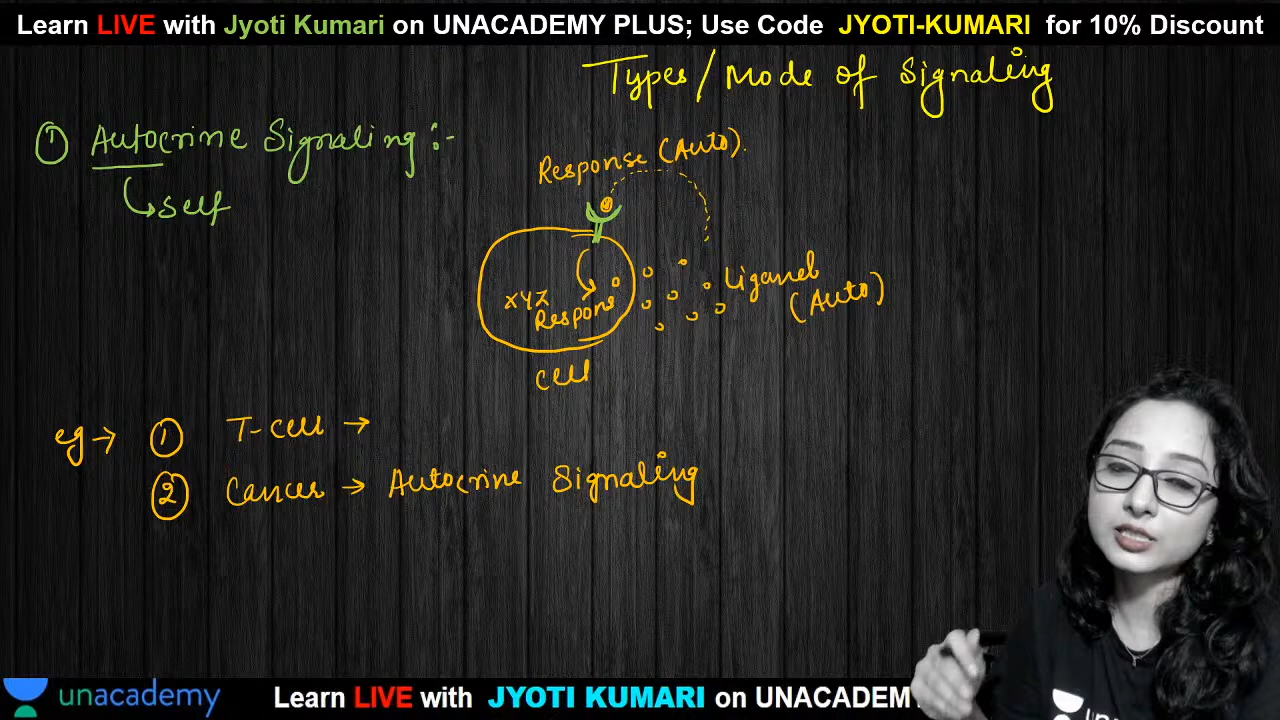 Learn LIVE with Jyoti Kumari on UNACADEMY PLUS; Use Code JYOTI-KUMARI for 10% Discount
Types/Mode of Signaling
① Autocrine Signaling:-
↳ Self
Response (Auto).
Ligand
(Auto)
XYZ
Respons
Cell
eg → ① T-cell →
② Cancer → Autocrine Signaling
unacademy
Learn LIVE with JYOTI KUMARI on UNACADEM
una